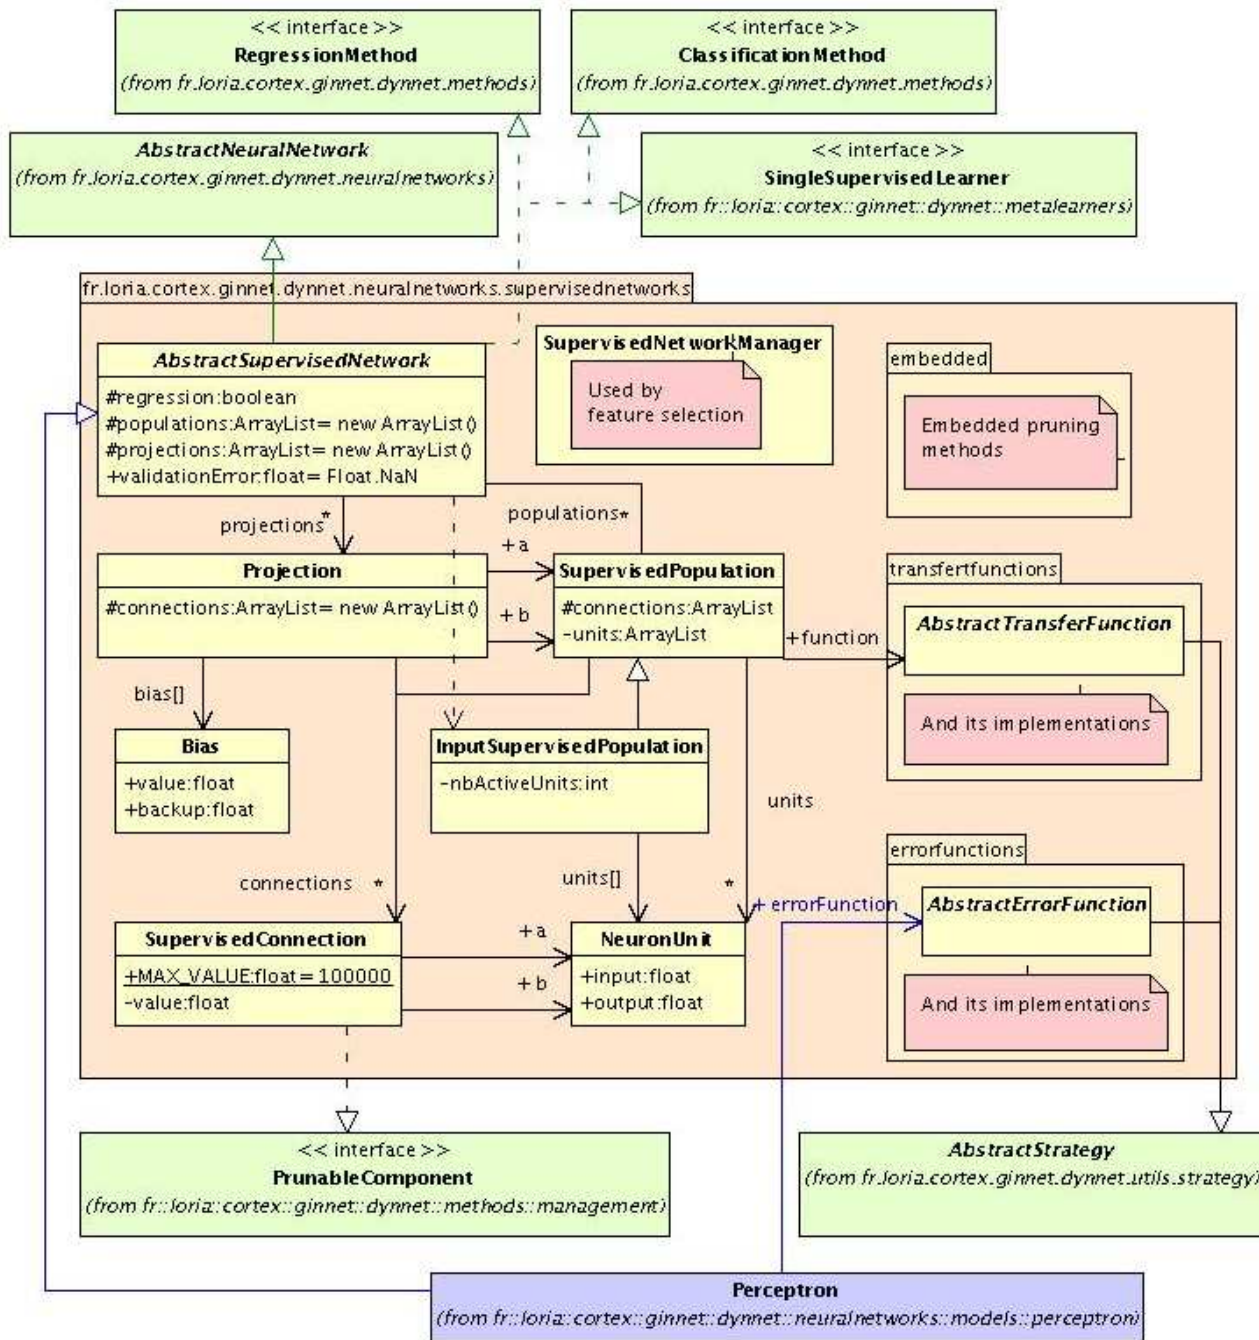 << interface >>
RegressionMethod
(from fr.loria.cortex.ginnet.dynnet.methods)
<< interface >>
ClassificationMethod
(from fr.loria.cortex.ginnet.dynnet.methods)
AbstractNeuralNetwork
(from fr.loria.cortex.ginnet.dynnet.neuralnetworks)
<< interface >>
SingleSupervisedLearner
(from fr::loria::cortex::ginnet::dynnet::metalearners)
fr.loria.cortex.ginnet.dynnet.neuralnetworks.supervisednetworks
AbstractSupervisedNetwork
#regression:boolean
#populations:ArrayList= new ArrayList()
#projections:ArrayList= new ArrayList()
+validationError:float= Float.NaN
SupervisedNetworkManager
Used by
feature selection
embedded
Embedded pruning
methods
projections
*
populations*
+a
+b
Projection
#connections:ArrayList= new ArrayList()
SupervisedPopulation
#connections:ArrayList
-units:ArrayList
+function
transfertfunctions
AbstractTransferFunction
And its implementations
bias[]
Bias
+value:float
+backup:float
InputSupervisedPopulation
-nbActiveUnits:int
units
connections
*
units[]
*
errorfunctions
+ errorFunction
AbstractErrorFunction
And its implementations
SupervisedConnection
+MAX_VALUE:float=100000
-value:float
+a
+b
NeuronUnit
+input:float
+output:float
<< interface >>
PrunableComponent
(from fr::loria::cortex::ginnet::dynnet::methods::management)
AbstractStrategy
(from fr.loria.cortex.ginnet.dynnet.utils.strategy)
Perceptron
(from fr::loria::cortex::ginnet::dynnet::neuralnetworks::models::perceptron)